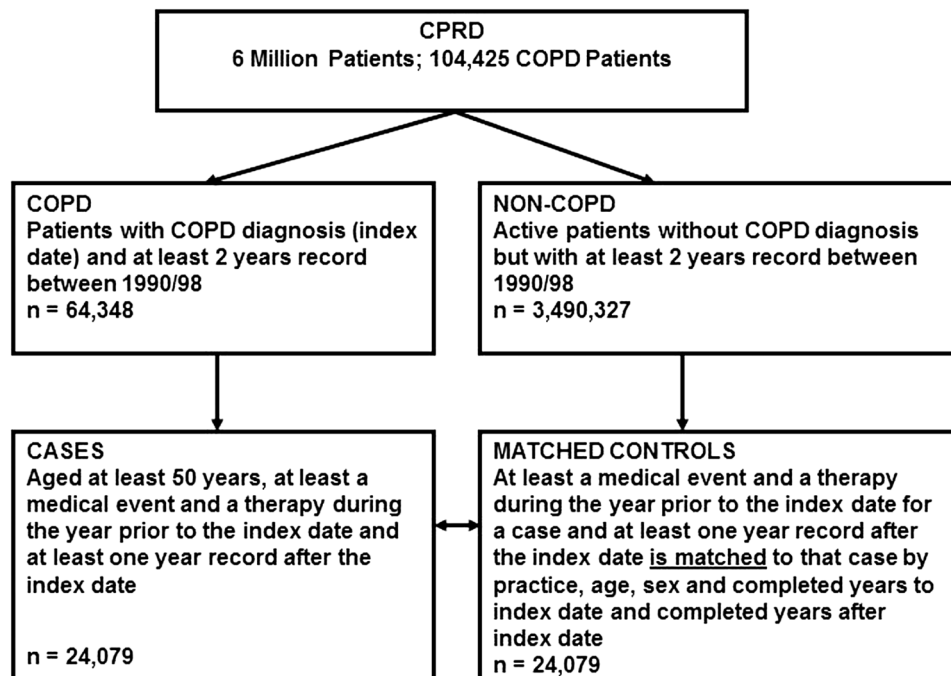 CPRD
6 Million Patients; 104,425 COPD Patients
COPD
Patients with COPD diagnosis (index
date) and at least 2 years record
between 1990/98
n = 64,348
NON-COPD
Active patients without COPD diagnosis
but with at least 2 years record between
1990/98
n = 3,490,327
CASES
Aged at least 50 years, at least a
medical event and a therapy during
the year prior to the index date and
at least one year record after the
index date
n = 24,079
MATCHED CONTROLS
At least a medical event and a therapy
during the year prior to the index date for
a case and at least one year record after
the index date is matched to that case by
practice, age, sex and completed years to
index date and completed years after
index date
n = 24,079